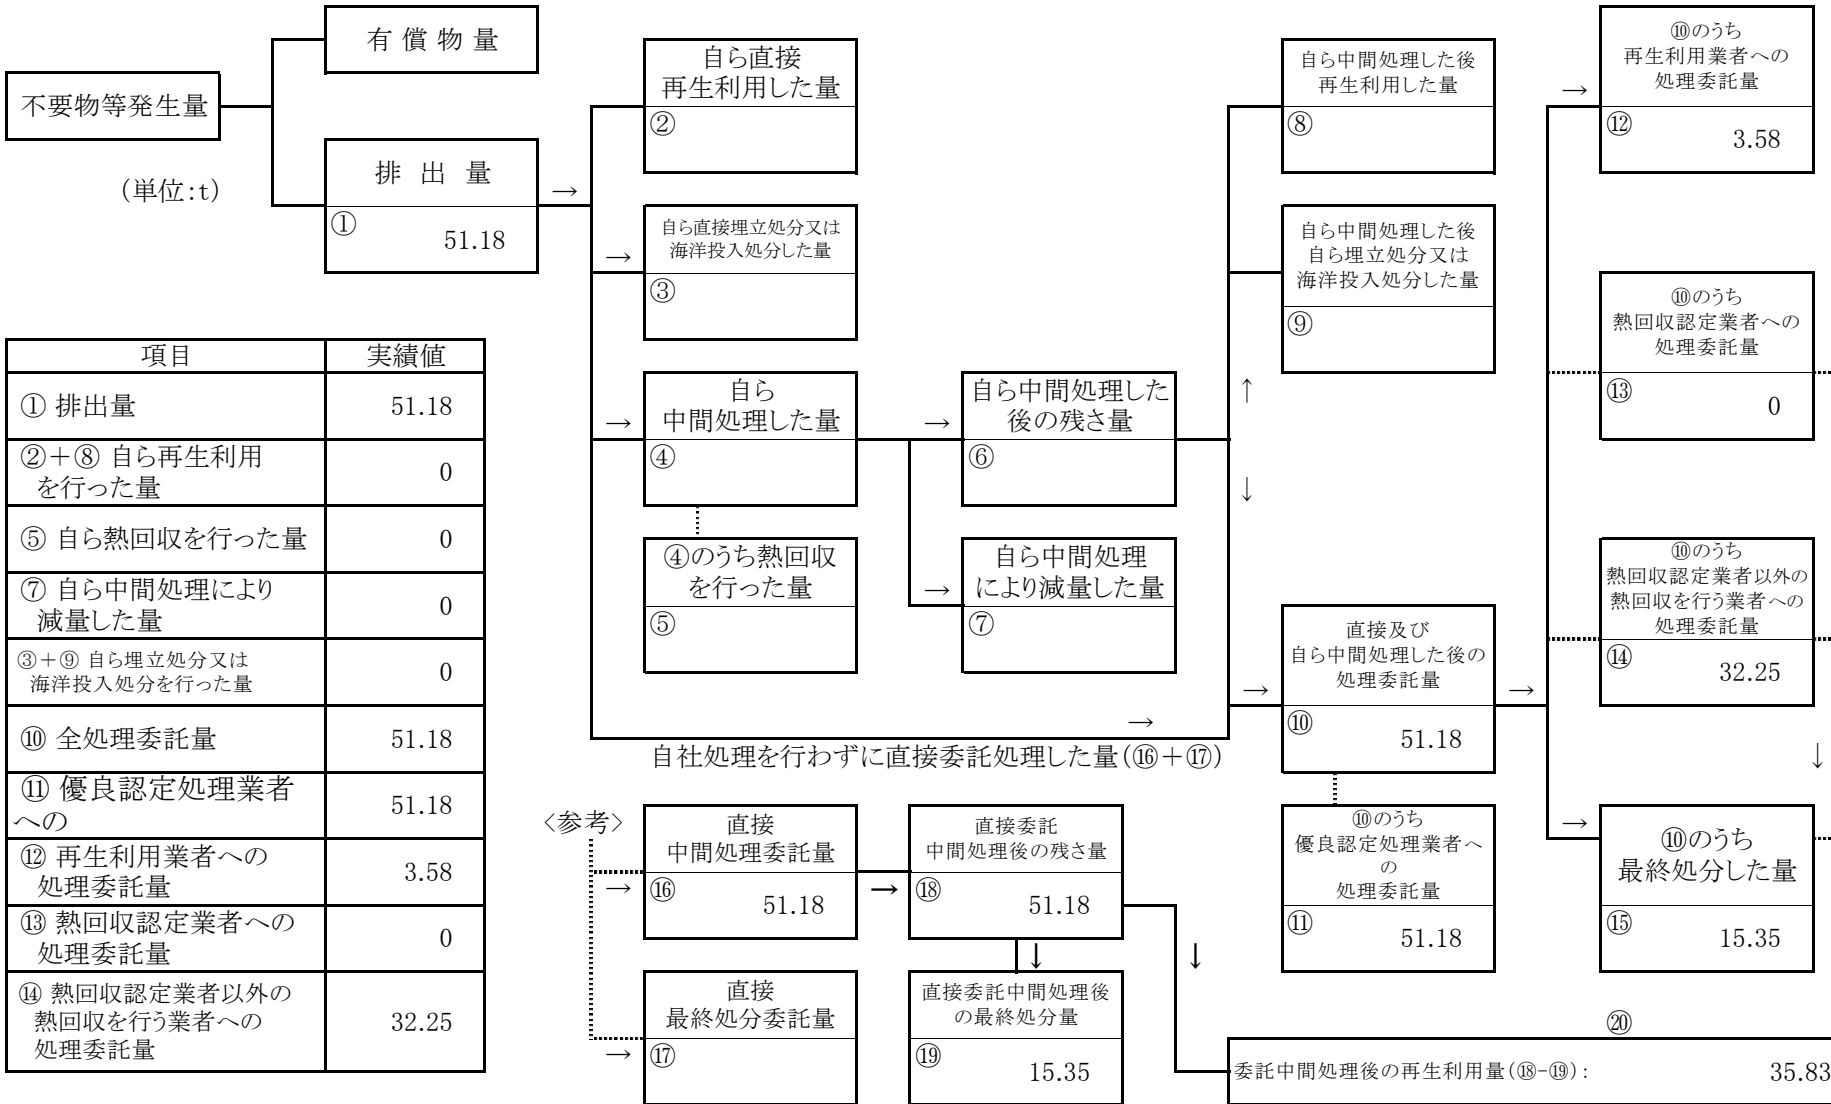 有 償 物 量
不要物等発生量
(単位:t)
排 出 量
①
51.18
→
自ら直接
再生利用した量
②
→
自ら直接埋立処分又は
海洋投入処分した量
③
→
自ら
中間処理した量
④
④のうち熱回収
を行った量
⑤
→
自ら中間処理した
後の残さ量
⑥
→
自ら中間処理
により減量した量
⑦
↑
↓
自ら中間処理した後
再生利用した量
⑧
自ら中間処理した後
自ら埋立処分又は
海洋投入処分した量
⑨
→
自社処理を行わずに直接委託処理した量(⑯+⑰)
→
直接及び
自ら中間処理した後の
処理委託量
⑩
51.18
⑩のうち
優良認定処理業者へ
の
処理委託量
⑪
51.18
→
→
⑩のうち
再生利用業者への
処理委託量
⑫
3.58
⑩のうち
熱回収認定業者への
処理委託量
⑬
0
⑩のうち
熱回収認定業者以外の
熱回収を行う業者への
処理委託量
⑭
32.25
↓
→
⑩のうち
最終処分した量
⑮
15.35
項目 実績値
① 排出量 51.18
②+⑧ 自ら再生利用
を行った量 0
⑤ 自ら熱回収を行った量 0
⑦ 自ら中間処理により
減量した量 0
③+⑨ 自ら埋立処分又は
海洋投入処分を行った量 0
⑩ 全処理委託量 51.18
⑪ 優良認定処理業者
への 51.18
⑫ 再生利用業者への
処理委託量 3.58
⑬ 熱回収認定業者への
処理委託量 0
⑭ 熱回収認定業者以外の
熱回収を行う業者への
処理委託量 32.25
〈参考〉
→
直接
中間処理委託量
⑯
51.18
→
直接委託
中間処理後の残さ量
⑱
51.18
↓
↓
→
直接
最終処分委託量
⑰
直接委託中間処理後
の最終処分量
⑲
15.35
⑳
委託中間処理後の再生利用量(⑱-⑲): 35.83